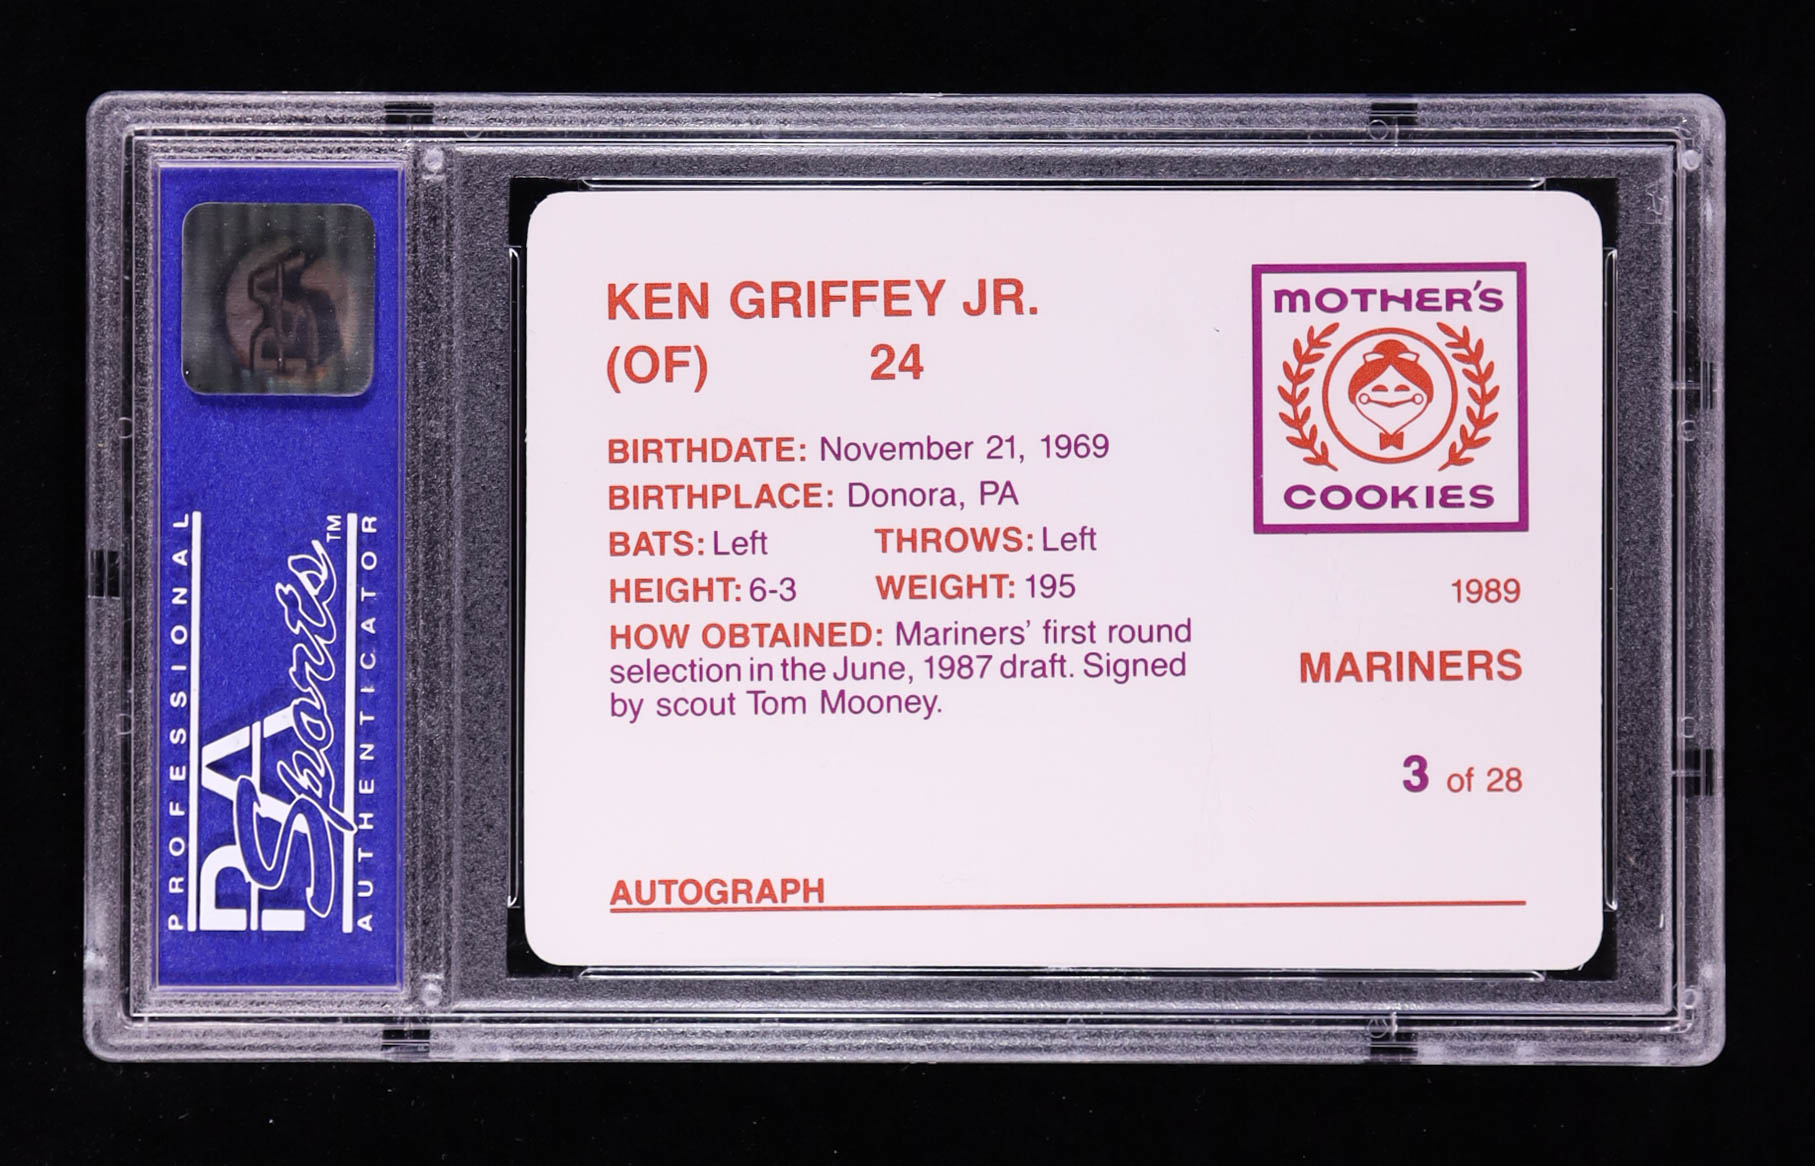 PSA
PROFESSIONAL
PSA Sports™
AUTHENTICATOR
KEN GRIFFEY JR.
(OF) 24
BIRTHDATE: November 21, 1969
BIRTHPLACE: Donora, PA
BATS: Left THROWS: Left
HEIGHT: 6-3 WEIGHT: 195
HOW OBTAINED: Mariners' first round
selection in the June, 1987 draft. Signed
by scout Tom Mooney.
AUTOGRAPH
MOTHER'S
COOKIES
1989
MARINERS
3 of 28